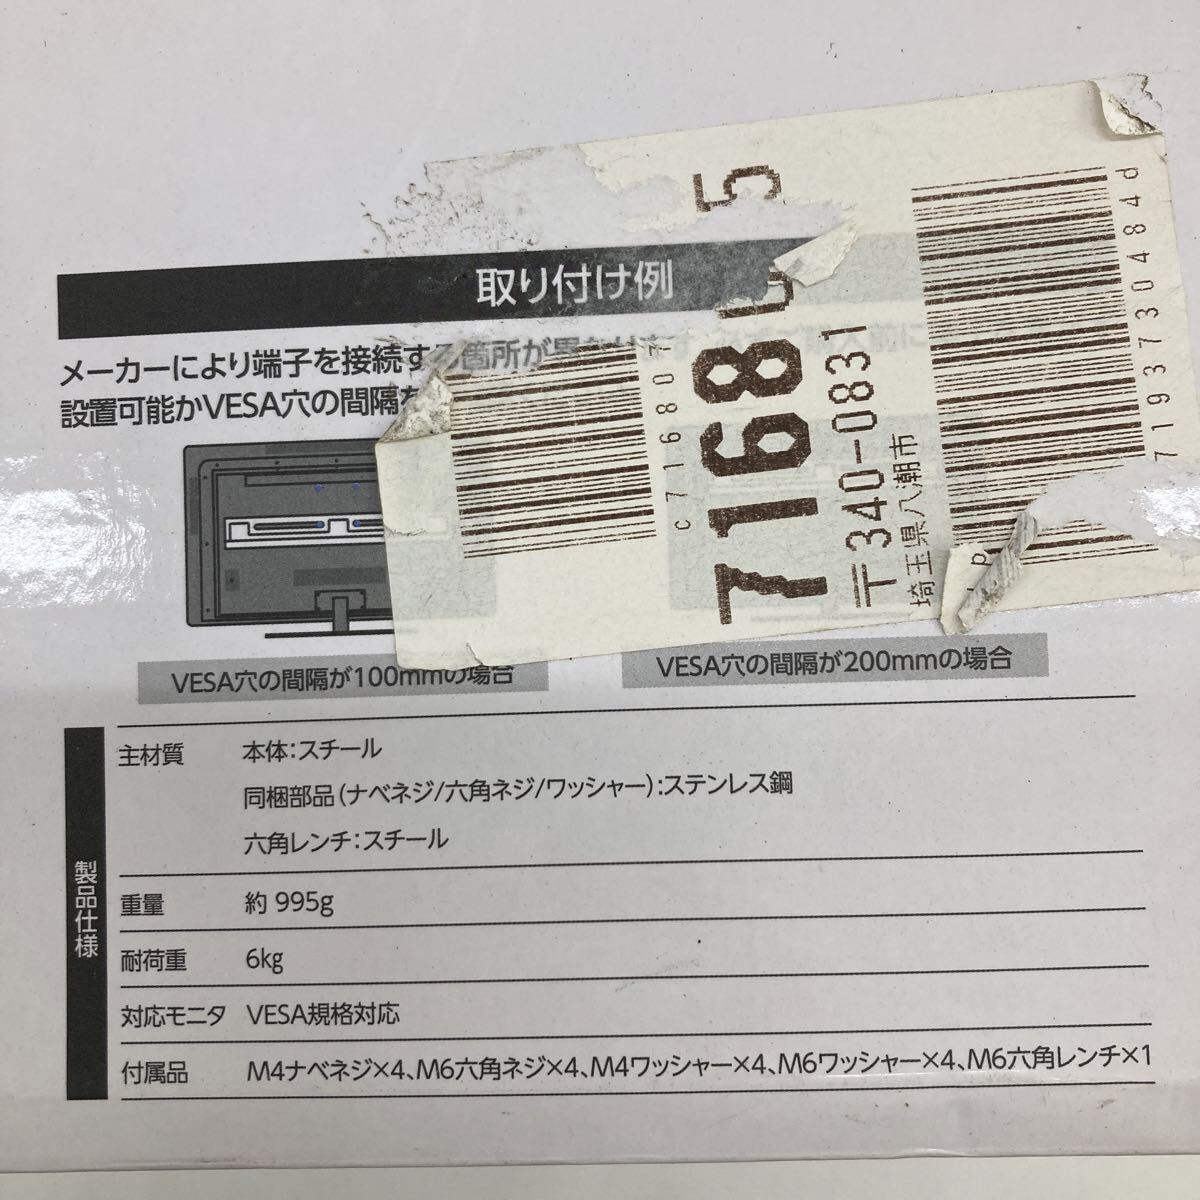 取り付け例
メーカーにより端子を接続する箇所が異なります
設置可能かVESA穴の間隔を
VESA穴の間隔が100mmの場合
VESA穴の間隔が200mmの場合
c71680
7168
5
〒340-0831
埼玉県八潮市
7193730484d
製品仕様
主材質 本体:スチール
同梱部品(ナベネジ/六角ネジ/ワッシャー):ステンレス鋼
六角レンチ:スチール
重量 約 995g
耐荷重 6kg
対応モニタ VESA規格対応
付属品 M4ナベネジ×4、M6六角ネジ×4、M4ワッシャー×4、M6ワッシャー×4、M6六角レンチ×1